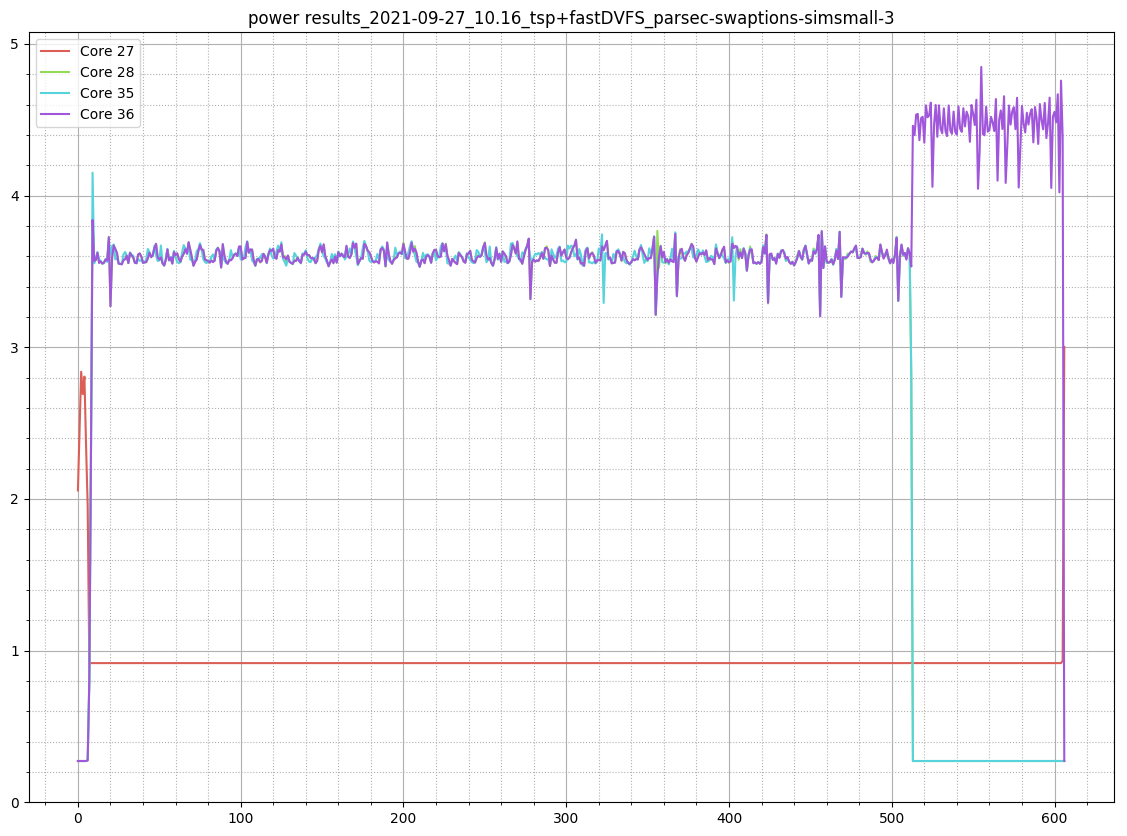 power results_2021-09-27_10.16_tsp+fastDVFS_parsec-swaptions-simsmall-3
Core 27
Core 28
Core 35
Core 36
5
4
3
2
1
0
0 100 200 300 400 500 600